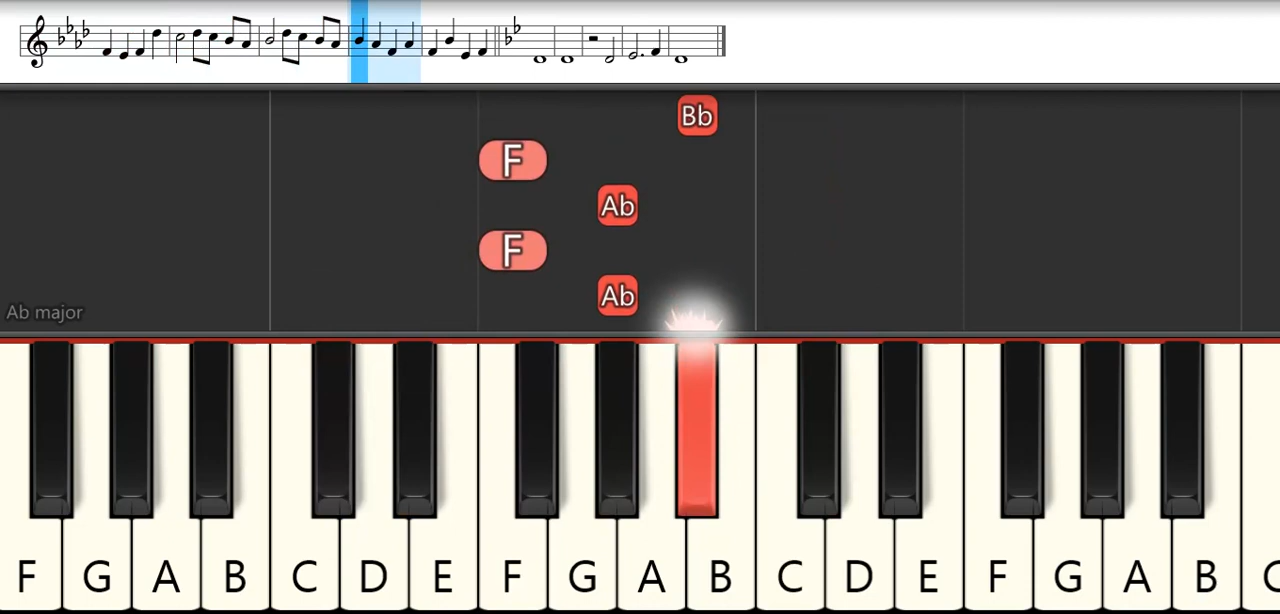 Bb
F
Ab
F
Ab
Ab major
F G A B C D E F G A B C D E F G A B